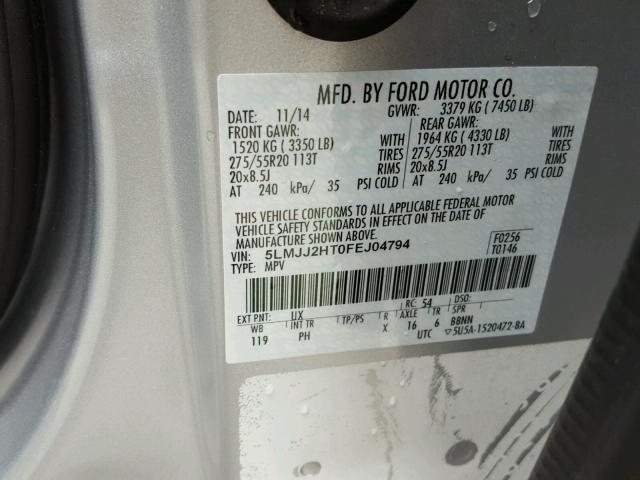 MFD. BY FORD MOTOR CO.
DATE: 11/14 GVWR: 3379 KG ( 7450 LB)
FRONT GAWR: REAR GAWR:
1520 KG ( 3350 LB) WITH 1964 KG ( 4330 LB) WITH
275/55R20 113T TIRES 275/55R20 113T TIRES
20x8.5J RIMS 20x8.5J RIMS
AT 240 kPa/ 35 PSI COLD AT 240 kPa/ 35 PSI COLD
THIS VEHICLE CONFORMS TO ALL APPLICABLE FEDERAL MOTOR
VEHICLE SAFETY STANDARDS IN EFFECT ON THE DATE OF
MANUFACTURE SHOWN ABOVE.
VIN: 5LMJJ2HT0FEJ04794 F0256
TYPE: MPV T0146
EXT PNT: UX RC: 54 DSO:
WB INT TR TP/PS R AXLE TR SPR
119 PH X 16 6 BBNN
UTC ▽5U5A-1520472-BA